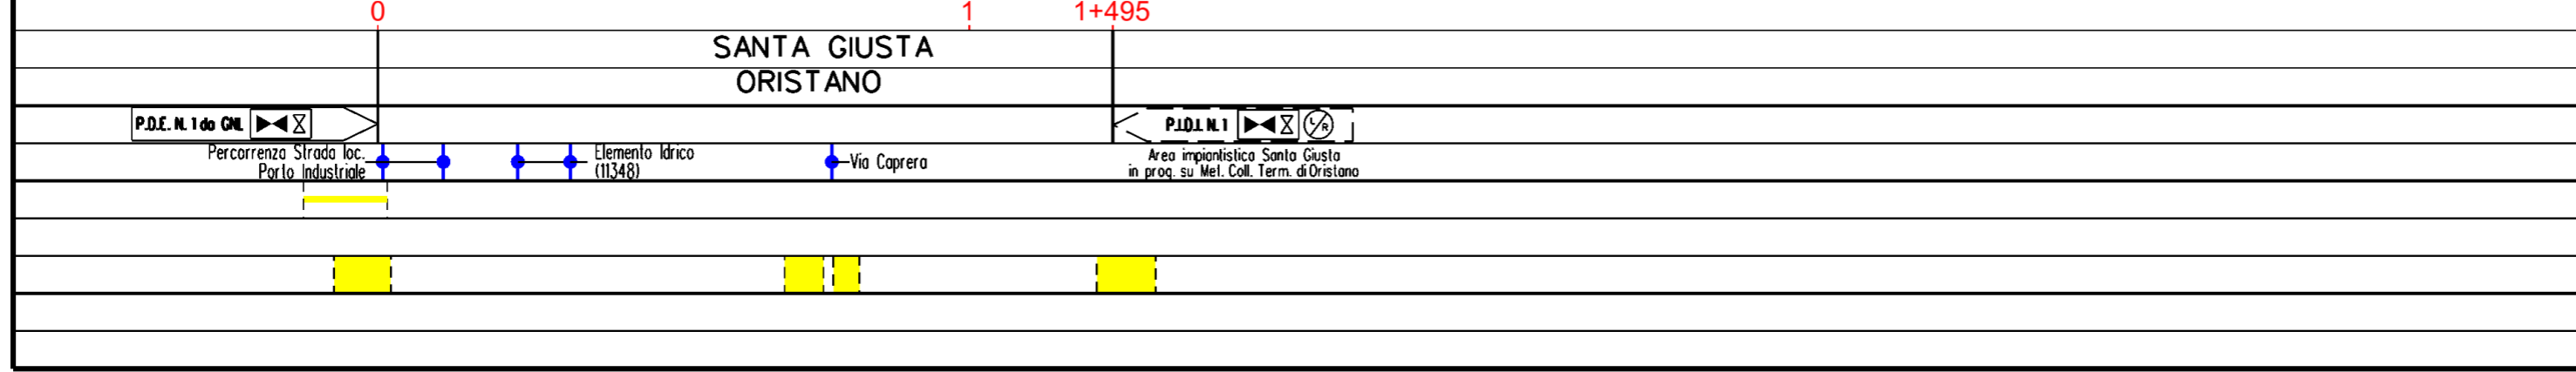 0 1 1+495
SANTA GIUSTA
ORISTANO
P.D.E. N. 1 da GNL
P.I.D.I. N. 1 L/R
Percorrenza Strada loc.
Porto Industriale
Elemento Idrico
(11348)
Via Caprera
Area impiantistica Santa Giusta
in prog. su Met. Coll. Term. di Oristano